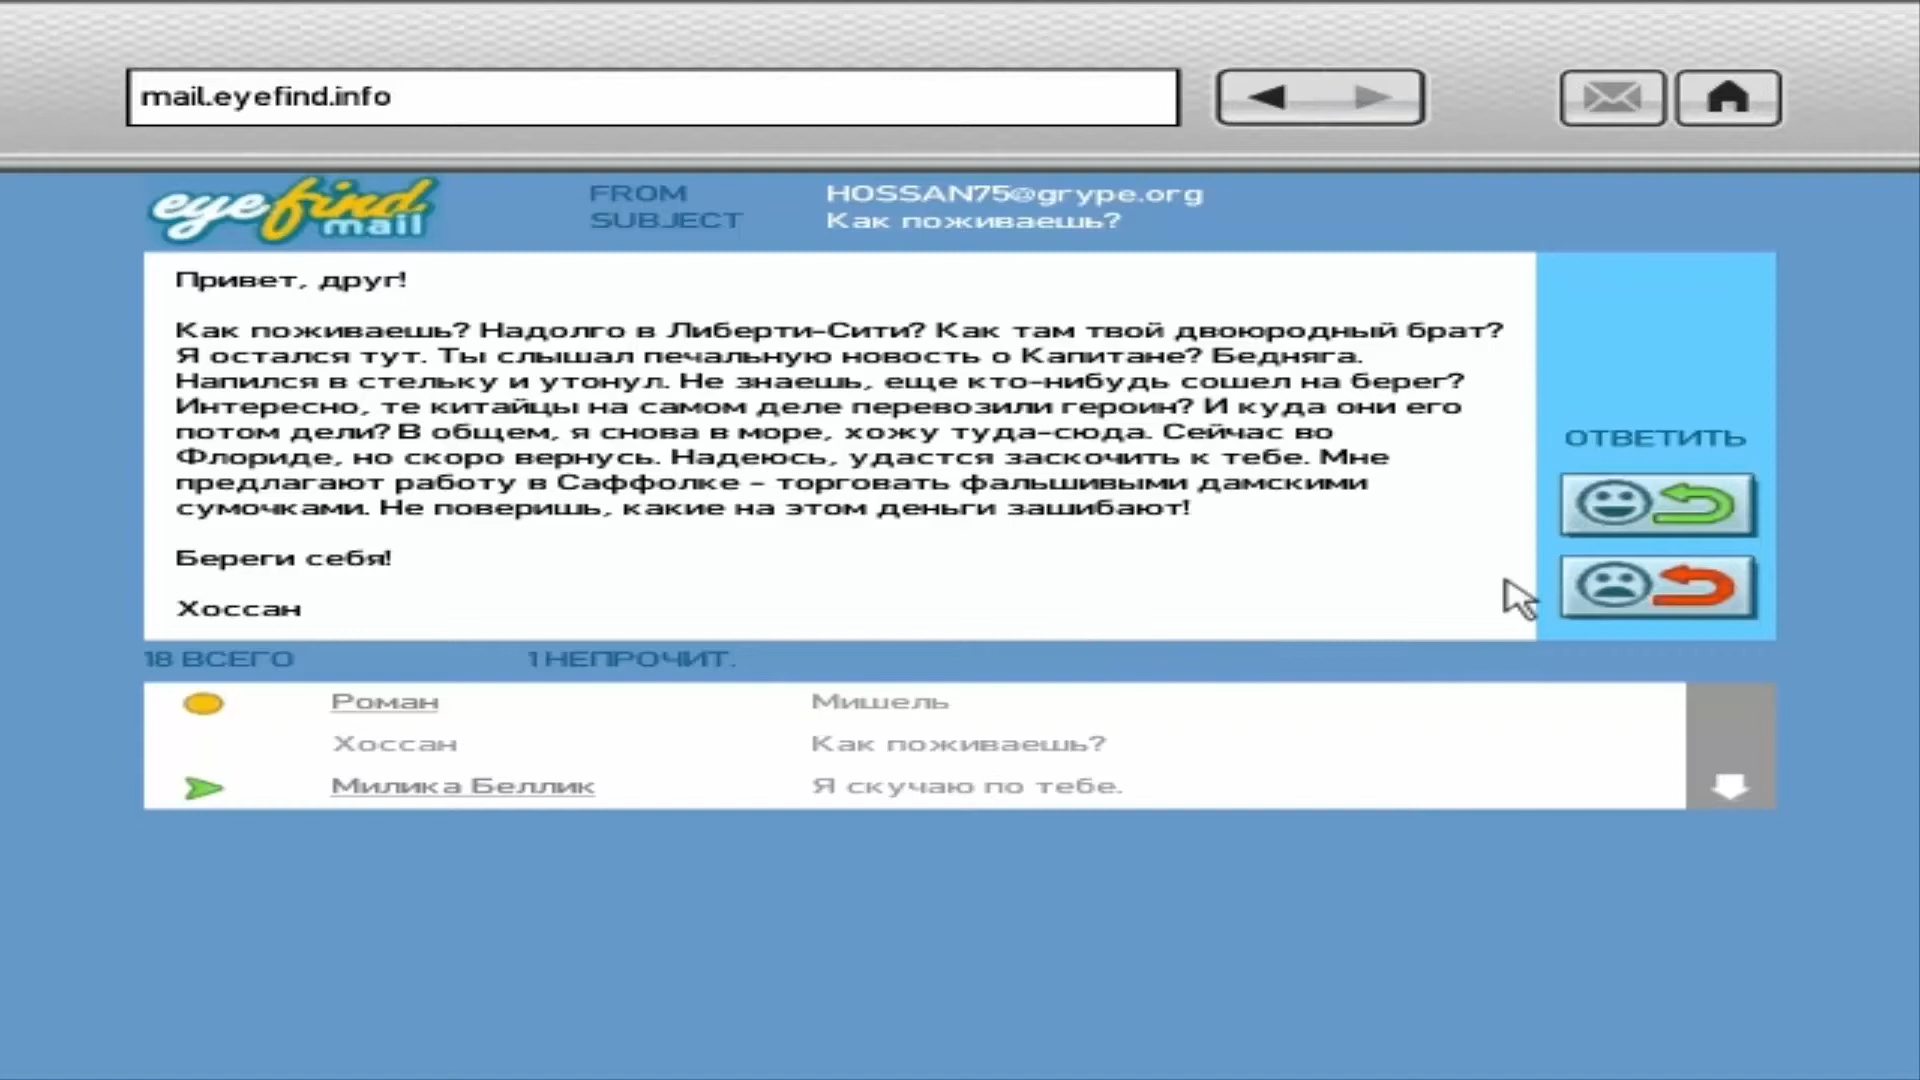 mail.eyefind.info
eyefind mail
FROM HOSSAN75@grype.org
SUBJECT Как поживаешь?
Привет, друг!
Как поживаешь? Надолго в Либерти-Сити? Как там твой двоюродный брат?
Я остался тут. Ты слышал печальную новость о Капитане? Бедняга.
Напился в стельку и утонул. Не знаешь, еще кто-нибудь сошел на берег?
Интересно, те китайцы на самом деле перевозили героин? И куда они его
потом дели? В общем, я снова в море, хожу туда-сюда. Сейчас во
Флориде, но скоро вернусь. Надеюсь, удастся заскочить к тебе. Мне
предлагают работу в Саффолке - торговать фальшивыми дамскими
сумочками. Не поверишь, какие на этом деньги зашибают!
Береги себя!
Хоссан
ОТВЕТИТЬ
18 ВСЕГО 1 НЕПРОЧИТ.
Роман Мишель
Хоссан Как поживаешь?
Милика Беллик Я скучаю по тебе.